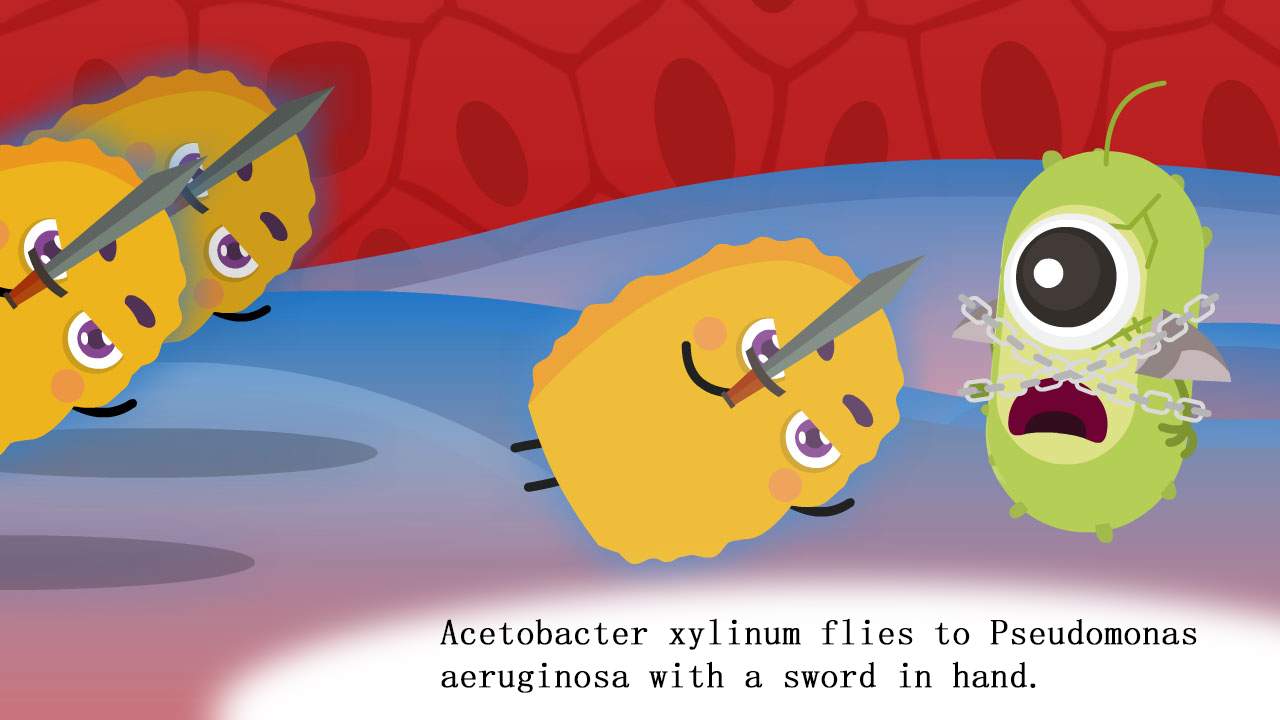 Acetobacter xylinum flies to Pseudomonas
aeruginosa with a sword in hand.